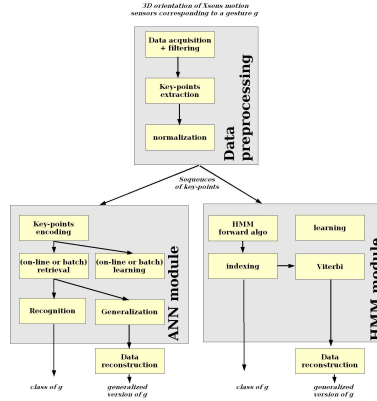 3D orientation of Xsens motion
sensors corresponding to a gesture g
Data acquisition
+ filtering
Key-points
extraction
normalization
Data
preprocessing
Sequences
of key-points
Key-points
encoding
(on-line or batch)
retrieval
(on-line or batch)
learning
Recognition
Generalization
ANN module
Data
reconstruction
class of g
generalized
version of g
HMM
forward algo
learning
indexing
Viterbi
HMM module
Data
reconstruction
class of g
generalized
version of g